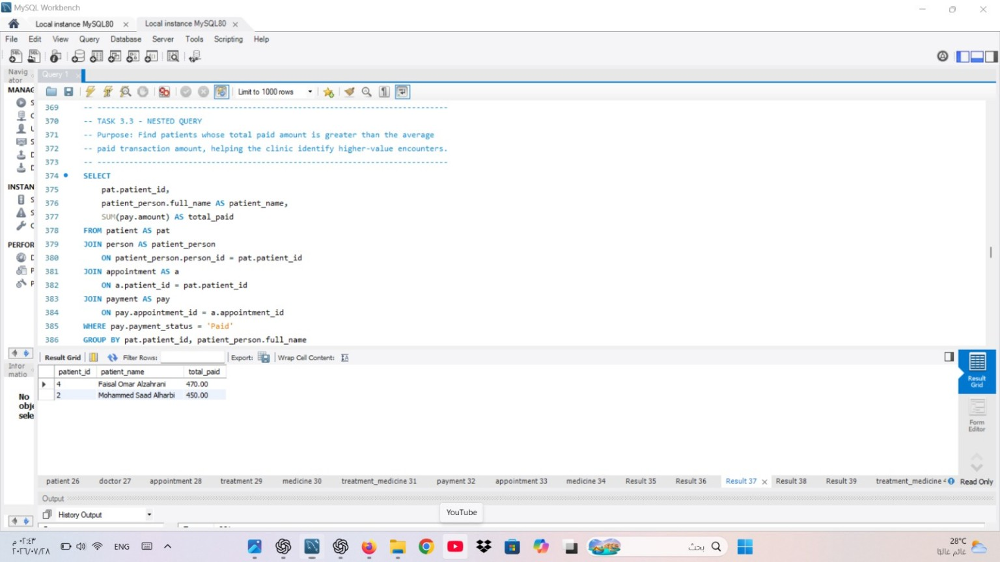 MySQL Workbench
Local instance MySQL80
Local instance MySQL80
File Edit View Query Database Server Tools Scripting Help
SQL SQL
Navig
ator
Query 1
MANAG
Limit to 1000 rows
369 -- ----------------------------------------------------------------------------
370 -- TASK 3.3 - NESTED QUERY
371 -- Purpose: Find patients whose total paid amount is greater than the average
372 -- paid transaction amount, helping the clinic identify higher-value encounters.
373 -- ----------------------------------------------------------------------------
374 SELECT
375 pat.patient_id,
376 patient_person.full_name AS patient_name,
377 SUM(pay.amount) AS total_paid
378 FROM patient AS pat
379 JOIN person AS patient_person
380 ON patient_person.person_id = pat.patient_id
381 JOIN appointment AS a
382 ON a.patient_id = pat.patient_id
383 JOIN payment AS pay
384 ON pay.appointment_id = a.appointment_id
385 WHERE pay.payment_status = 'Paid'
386 GROUP BY pat.patient_id, patient_person.full_name
INSTAN
PERFOR
Infor
matio
No
obje
sele
Result Grid Filter Rows: Export: Wrap Cell Content:
patient_id patient_name total_paid
4 Faisal Omar Alzahrani 470.00
2 Mohammed Saad Alharbi 450.00
Result
Grid
Form
Editor
patient 26 doctor 27 appointment 28 treatment 29 medicine 30 treatment_medicine 31 payment 32 appointment 33 medicine 34 Result 35 Result 36 Result 37 Result 38 Result 39 treatment_medicine Read Only
Output
History Output
YouTube
٠٢:٤٣ م
٢٠٢٦/٠٧/٢٨
ENG
بحث
28°C
غائم غالبًا